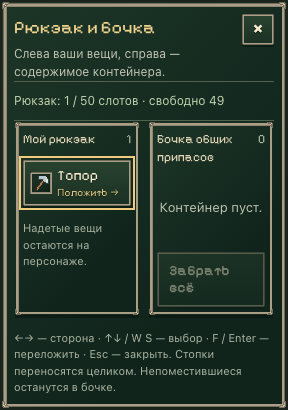 Рюкзак и бочка
×
Слева ваши вещи, справа —
содержимое контейнера.
Рюкзак: 1 / 50 слотов · свободно 49
Мой рюкзак 1
Топор
Положить →
Надетые вещи
остаются на
персонаже.
Бочка общих 0
припасов
Контейнер пуст.
Забрать
всё
←→ — сторона · ↑↓ / W S — выбор · F / Enter —
переложить · Esc — закрыть. Стопки
переносятся целиком. Непоместившиеся
останутся в бочке.